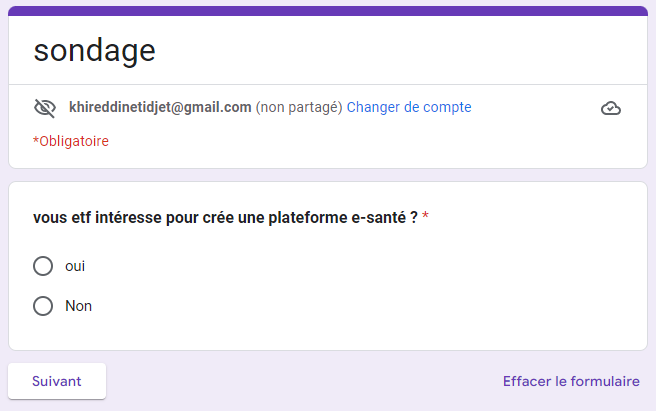 sondage
khireddinetidjet@gmail.com (non partagé) Changer de compte
*Obligatoire
vous etf intéresse pour crée une plateforme e-santé ? *
oui
Non
Suivant
Effacer le formulaire